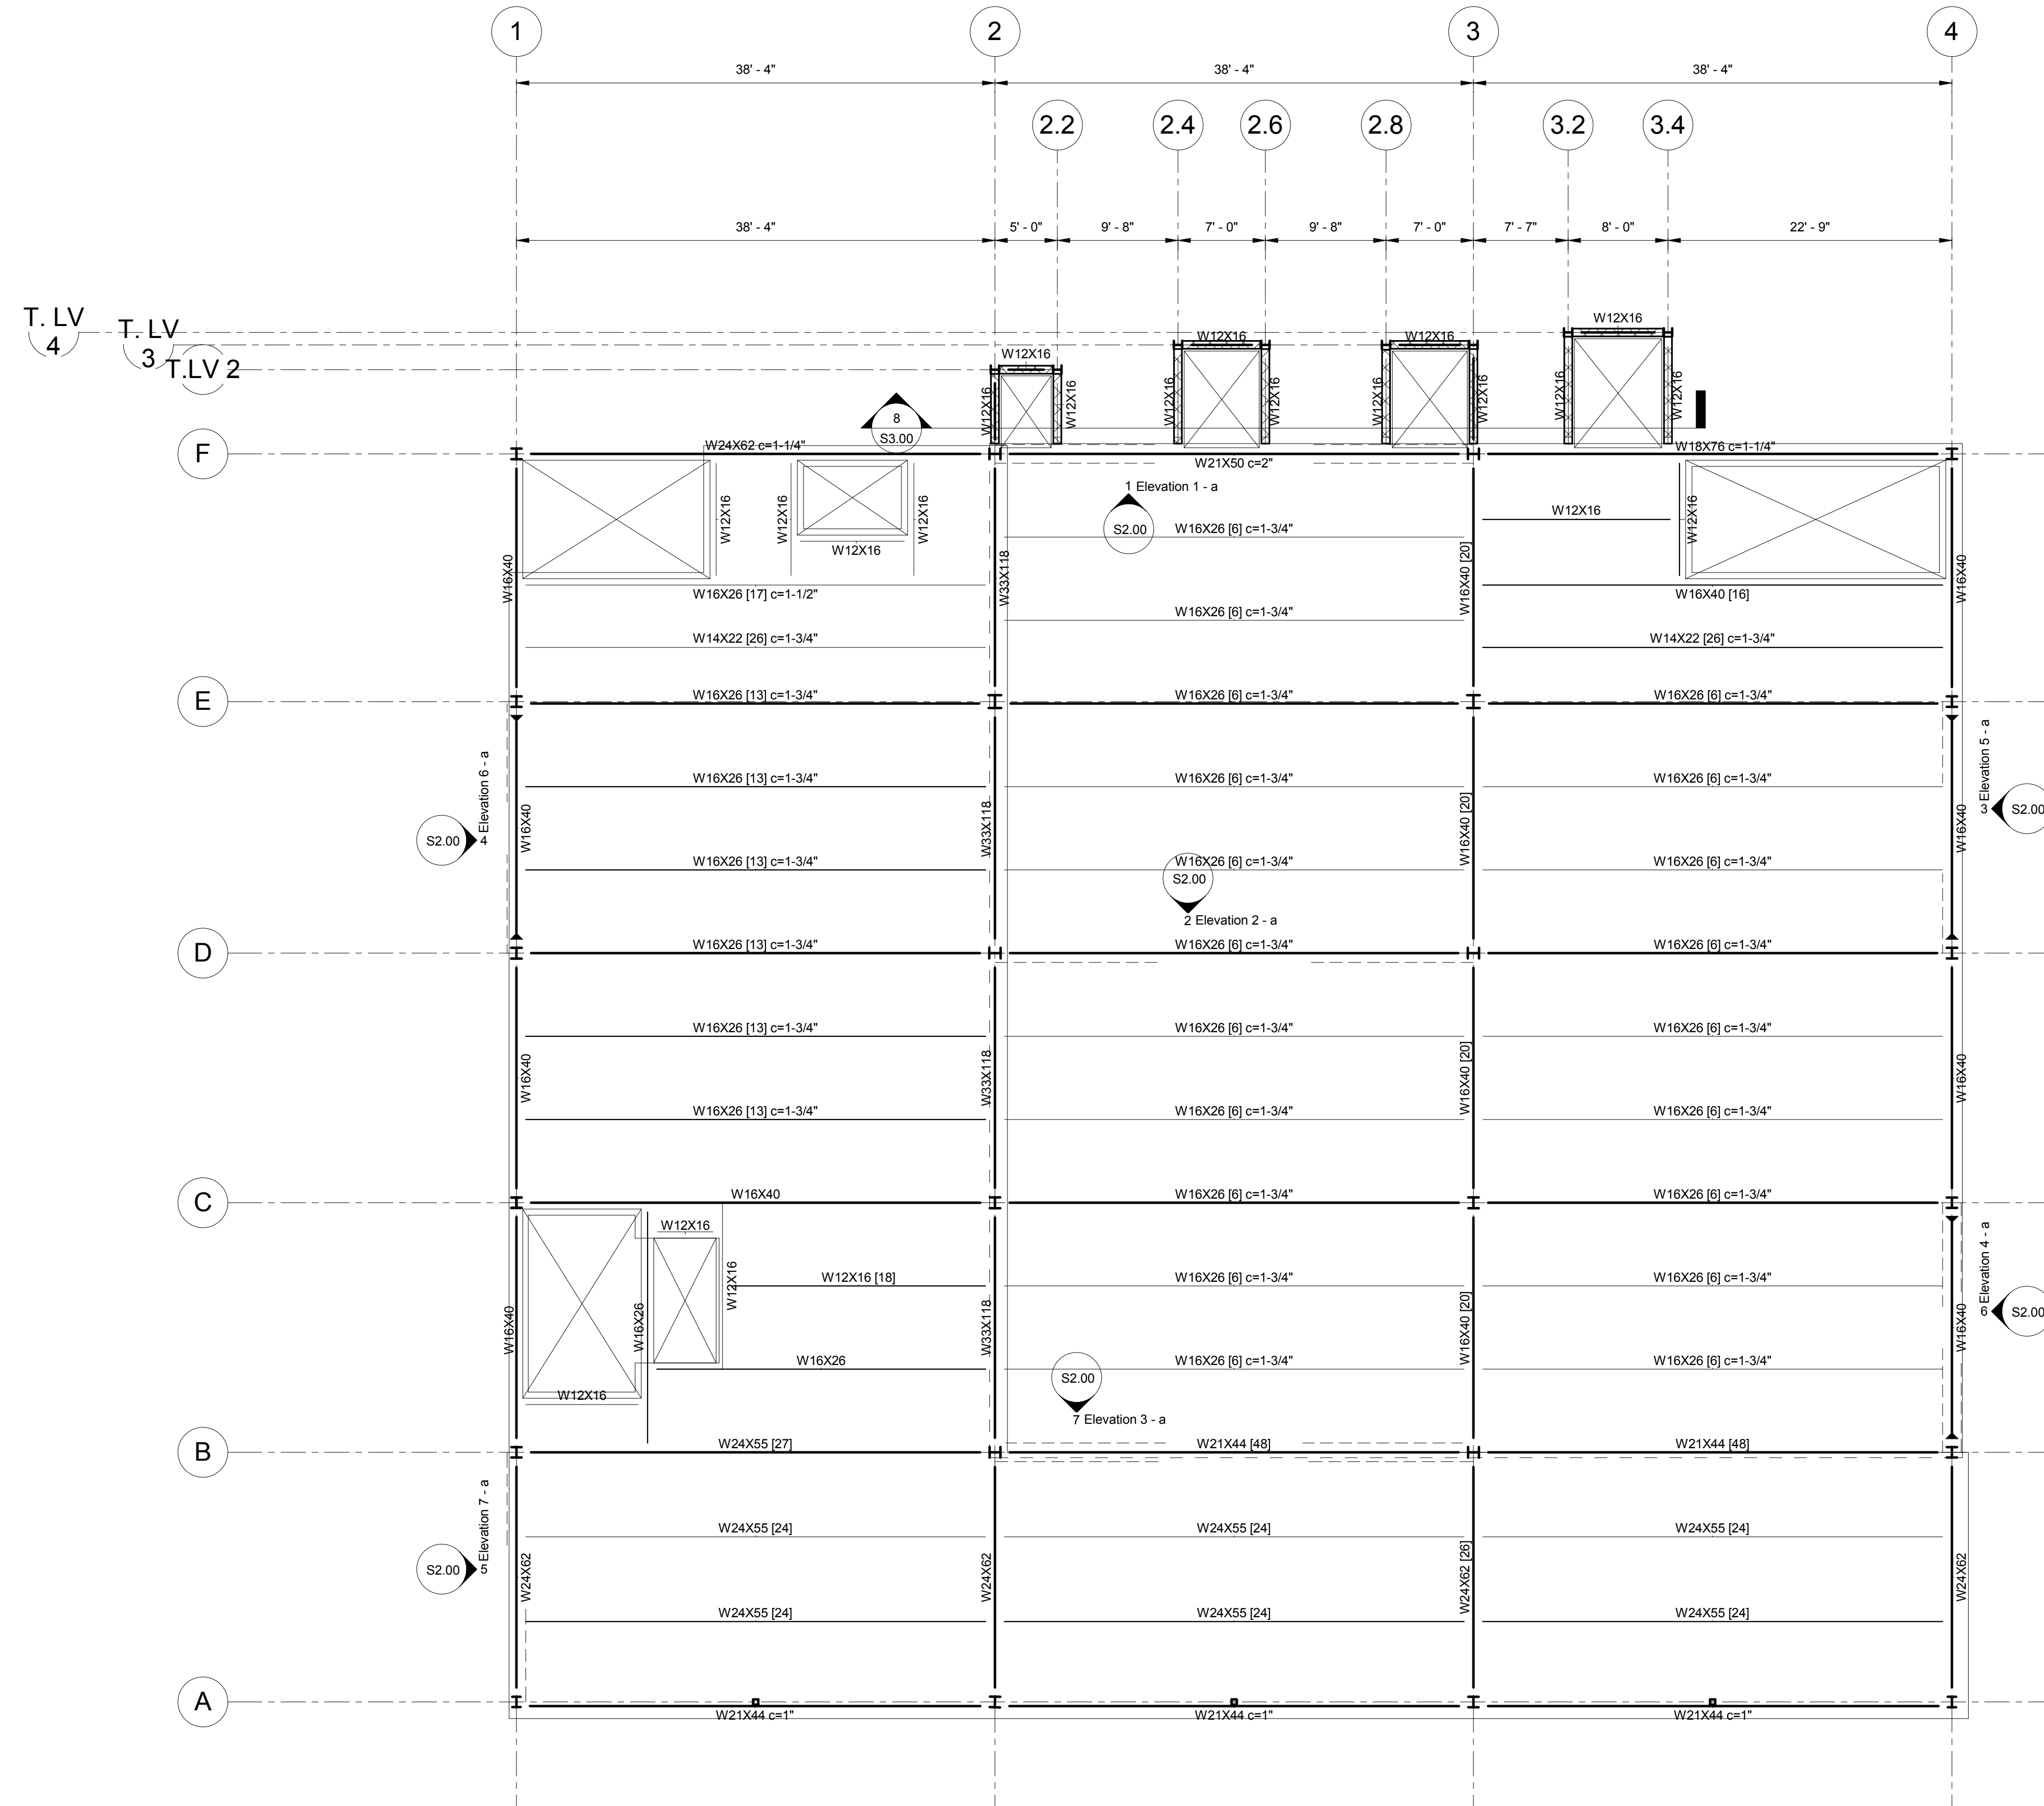 1
2
3
4
38' - 4"
38' - 4"
38' - 4"
2.2
2.4
2.6
2.8
3.2
3.4
38' - 4"
5' - 0"
9' - 8"
7' - 0"
9' - 8"
7' - 0"
7' - 7"
8' - 0"
22' - 9"
T. LV
4
T. LV
3
T.LV 2
W12X16
W12X16
W12X16
W12X16
W12X16
W12X16
W12X16
W12X16
W12X16
W12X16
W12X16
W12X16
8
S3.00
F
W24X62 c=1-1/4"
W21X50 c=2"
W18X76 c=1-1/4"
1 Elevation 1 - a
S2.00
W12X16
W12X16
W12X16
W12X16
W16X26 [6] c=1-3/4"
W12X16
W12X16
W16X40
W33X118
W16X40 [20]
W16X40
W16X26 [17] c=1-1/2"
W16X40 [16]
W16X26 [6] c=1-3/4"
W14X22 [26] c=1-3/4"
W14X22 [26] c=1-3/4"
E
W16X26 [13] c=1-3/4"
W16X26 [6] c=1-3/4"
W16X26 [6] c=1-3/4"
W16X26 [13] c=1-3/4"
W16X26 [6] c=1-3/4"
W16X26 [6] c=1-3/4"
Elevation 6 - a
4
S2.00
W16X40
W33X118
W16X40 [20]
W16X40
Elevation 5 - a
3
S2.00
W16X26 [13] c=1-3/4"
W16X26 [6] c=1-3/4"
W16X26 [6] c=1-3/4"
S2.00
2 Elevation 2 - a
D
W16X26 [13] c=1-3/4"
W16X26 [6] c=1-3/4"
W16X26 [6] c=1-3/4"
W16X26 [13] c=1-3/4"
W16X26 [6] c=1-3/4"
W16X26 [6] c=1-3/4"
W16X40
W33X118
W16X40 [20]
W16X40
W16X26 [13] c=1-3/4"
W16X26 [6] c=1-3/4"
W16X26 [6] c=1-3/4"
C
W16X40
W16X26 [6] c=1-3/4"
W16X26 [6] c=1-3/4"
W12X16
W12X16
W12X16 [18]
W16X26 [6] c=1-3/4"
W16X26 [6] c=1-3/4"
W16X40
W16X26
W33X118
W16X40 [20]
W16X40
Elevation 4 - a
6
S2.00
W16X26
W16X26 [6] c=1-3/4"
W16X26 [6] c=1-3/4"
W12X16
S2.00
7 Elevation 3 - a
B
W24X55 [27]
W21X44 [48]
W21X44 [48]
W24X55 [24]
W24X55 [24]
W24X55 [24]
Elevation 7 - a
5
S2.00
W24X62
W24X62
W24X62 [26]
W24X62
W24X55 [24]
W24X55 [24]
W24X55 [24]
A
W21X44 c=1"
W21X44 c=1"
W21X44 c=1"